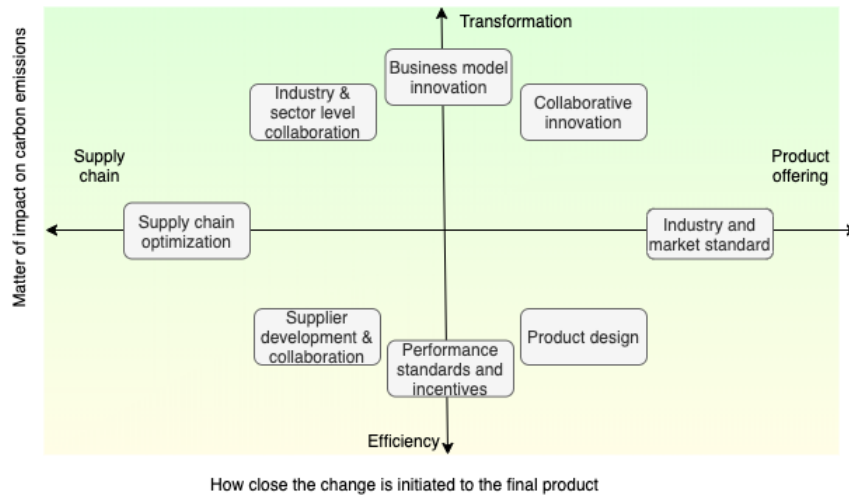 Transformation
Business model
innovation
Industry &
sector level
collaboration
Collaborative
innovation
Matter of impact on carbon emissions
Supply
chain
Product
offering
Supply chain
optimization
Industry and
market standard
Supplier
development &
collaboration
Performance
standards and
incentives
Product design
Efficiency
How close the change is initiated to the final product